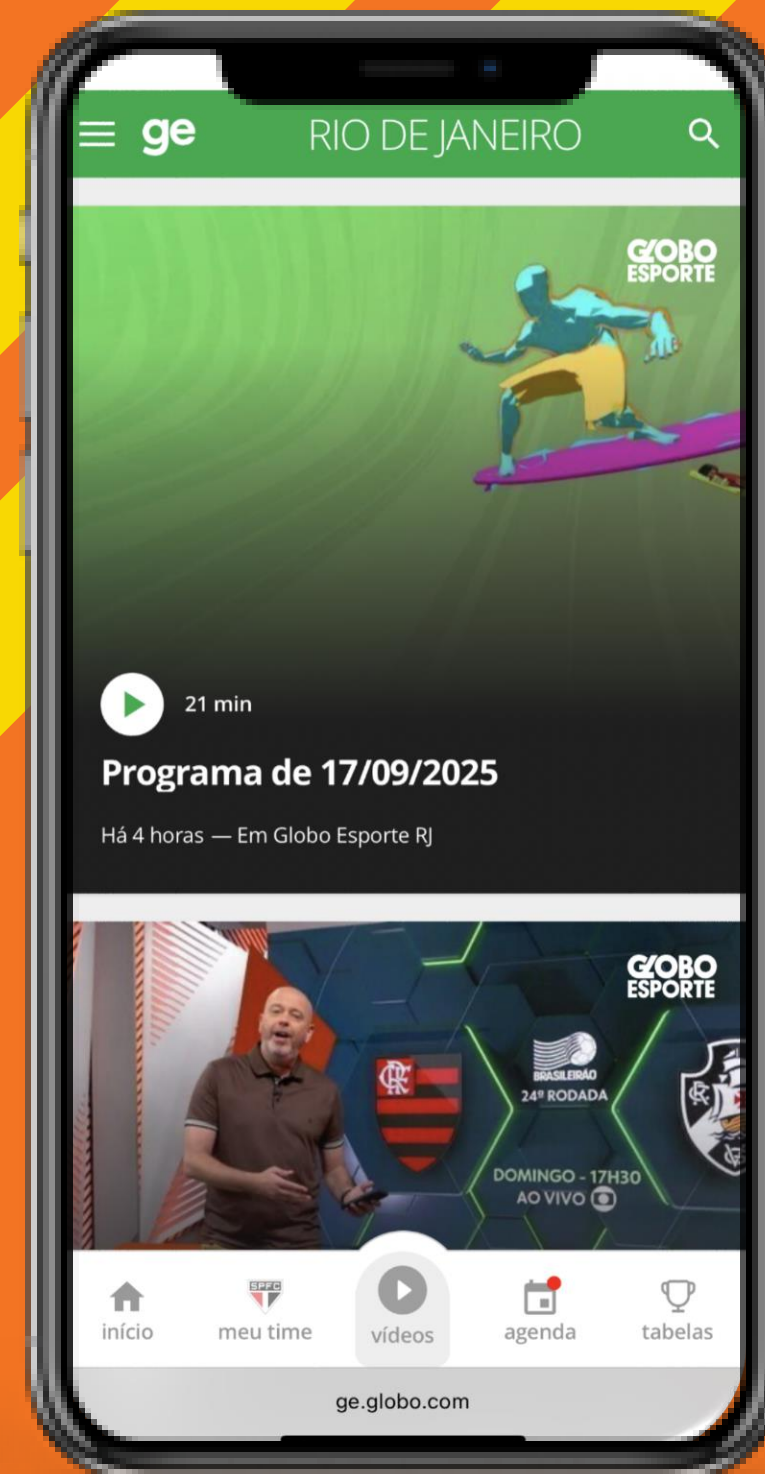 ge RIO DE JANEIRO
GLOBO
ESPORTE
21 min
Programa de 17/09/2025
Há 4 horas — Em Globo Esporte RJ
GLOBO
ESPORTE
CRF
BRASILEIRÃO
24ª RODADA
DOMINGO - 17H30
AO VIVO
SPFC
início
meu time
vídeos
agenda
tabelas
ge.globo.com